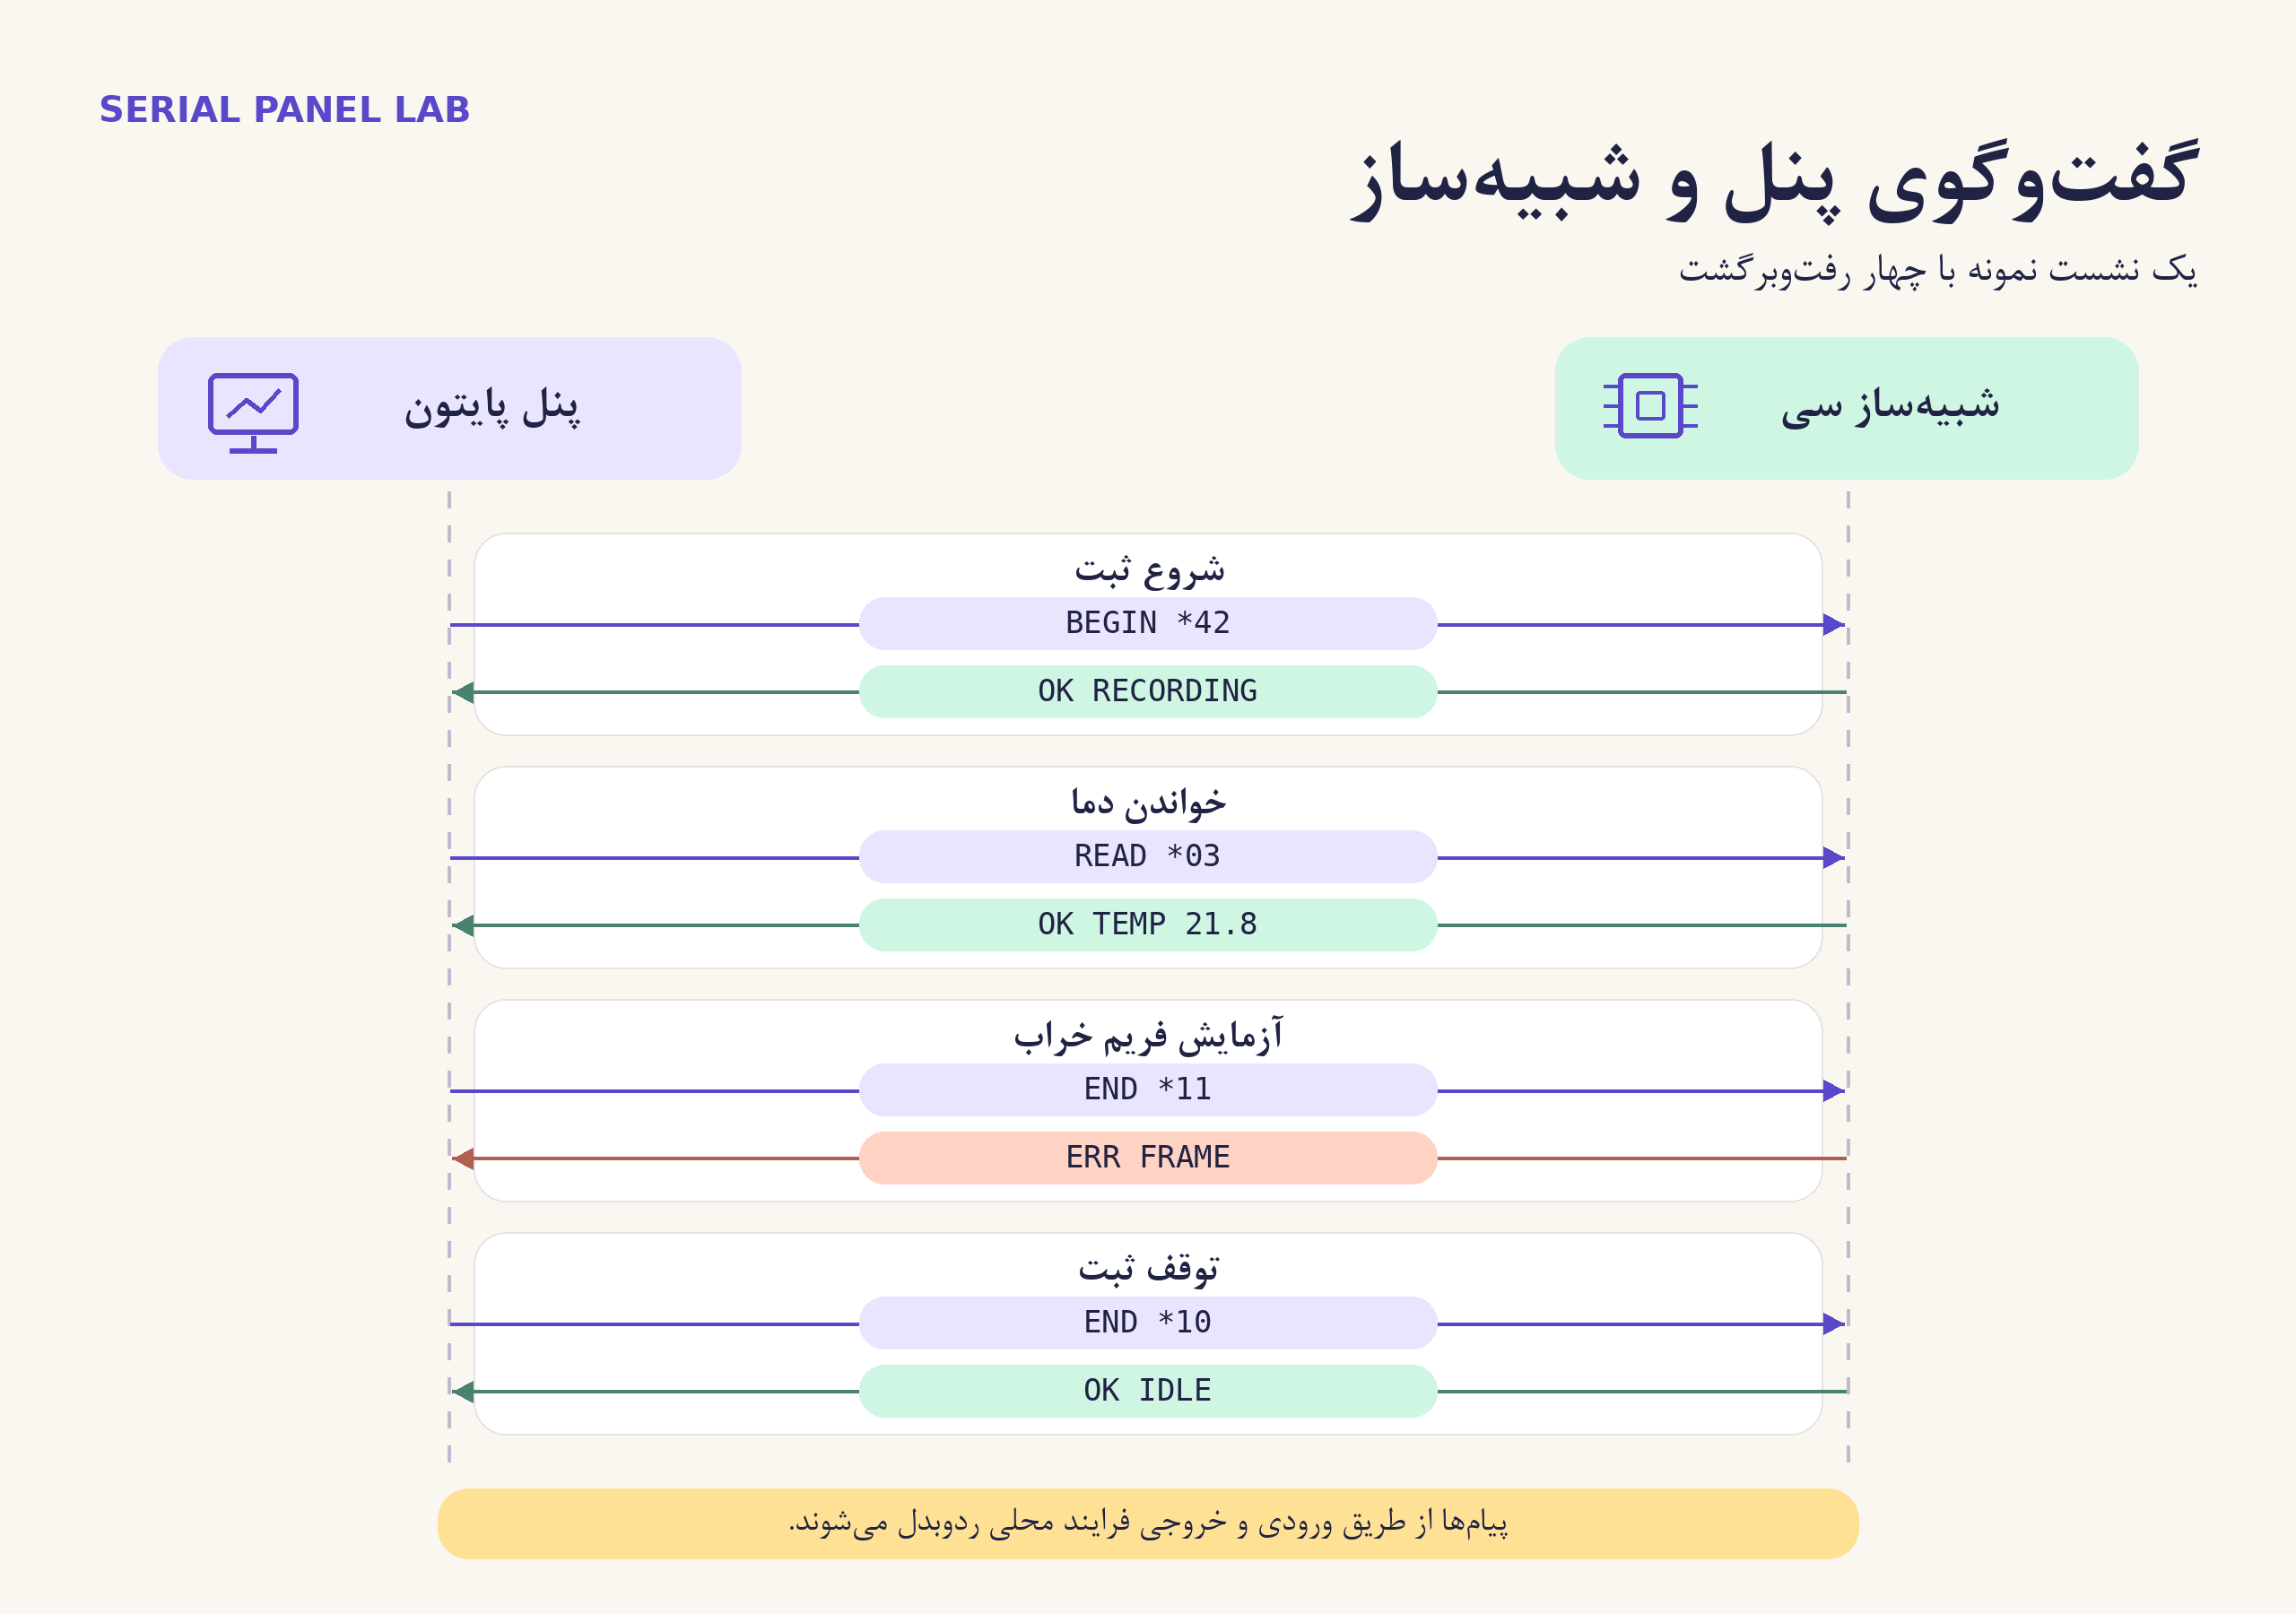 SERIAL PANEL LAB
گفت‌وگوی پنل و شبیه‌ساز
یک نشست نمونه با چهار رفت‌وبرگشت
شبیه‌ساز سی
پنل پایتون
شروع ثبت
BEGIN *42
OK RECORDING
خواندن دما
READ *03
OK TEMP 21.8
آزمایش فریم خراب
END *11
ERR FRAME
توقف ثبت
END *10
OK IDLE
پیام‌ها از طریق ورودی و خروجی فرایند محلی ردوبدل می‌شوند.